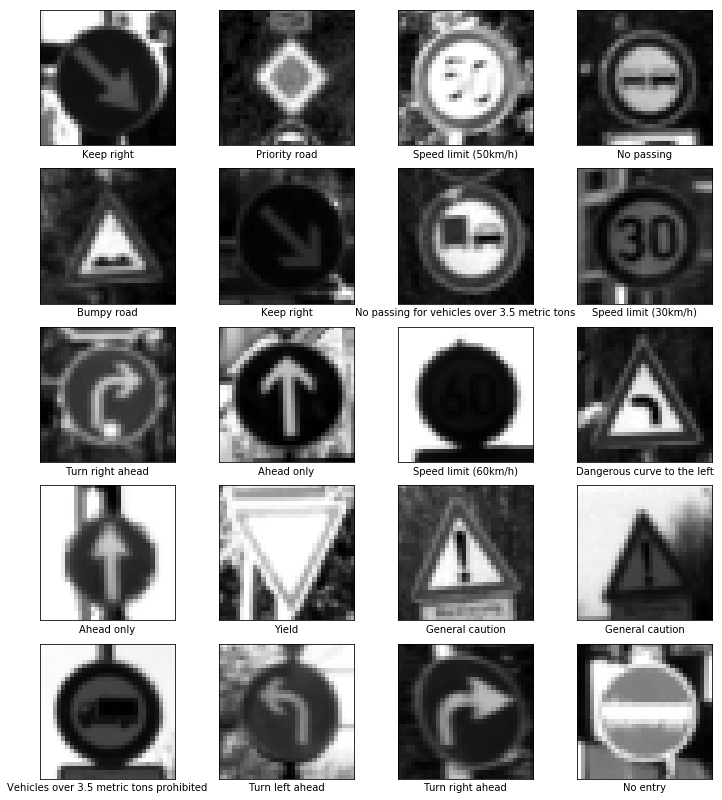 Keep right
Priority road
50
Speed limit (50km/h)
No passing
Bumpy road
Keep right
No passing for vehicles over 3.5 metric tons
30
Speed limit (30km/h)
Turn right ahead
Ahead only
60
Speed limit (60km/h)
Dangerous curve to the left
Ahead only
Yield
General caution
General caution
Vehicles over 3.5 metric tons prohibited
Turn left ahead
Turn right ahead
No entry